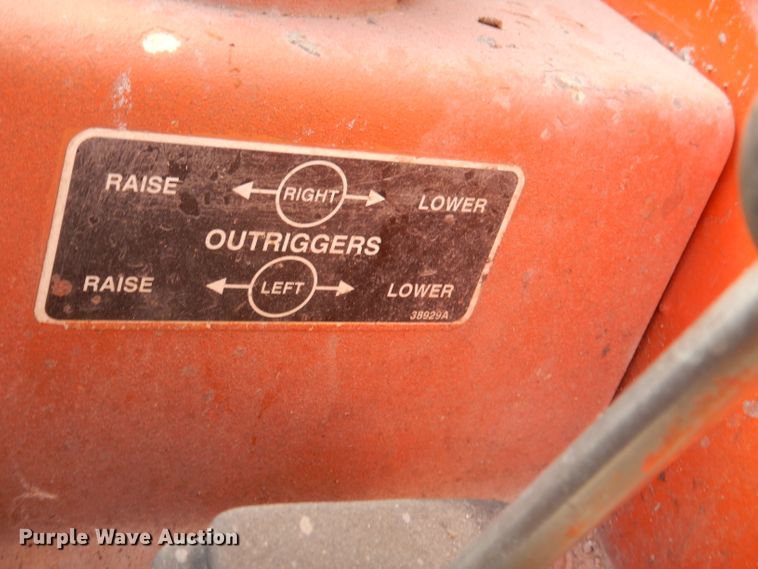 RAISE RIGHT LOWER
OUTRIGGERS
RAISE LEFT LOWER
38929A
Purple Wave Auction®